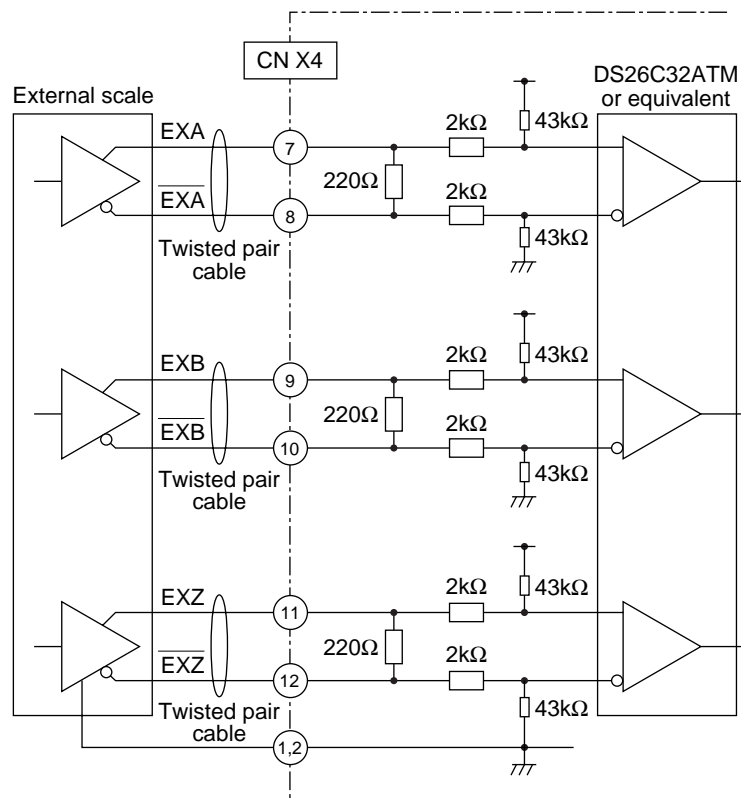 CN X4
External scale
DS26C32ATM
or equivalent
EXA
7
2kΩ
43kΩ
220Ω
EXA
8
2kΩ
43kΩ
Twisted pair
cable
EXB
9
2kΩ
43kΩ
220Ω
EXB
10
2kΩ
43kΩ
Twisted pair
cable
EXZ
11
2kΩ
43kΩ
220Ω
EXZ
12
2kΩ
43kΩ
Twisted pair
cable
1,2